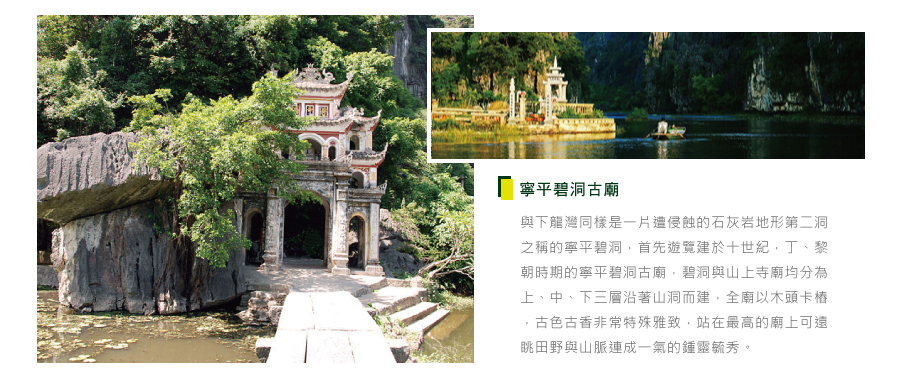 寧平碧洞古廟
與下龍灣同樣是一片遭侵蝕的石灰岩地形第二洞
之稱的寧平碧洞，首先遊覽建於十世紀，丁、黎
朝時期的寧平碧洞古廟，碧洞與山上寺廟均分為
上、中、下三層沿著山洞而建，全廟以木頭卡樁
，古色古香非常特殊雅致，站在最高的廟上可遠
眺田野與山脈連成一氣的鍾靈毓秀。